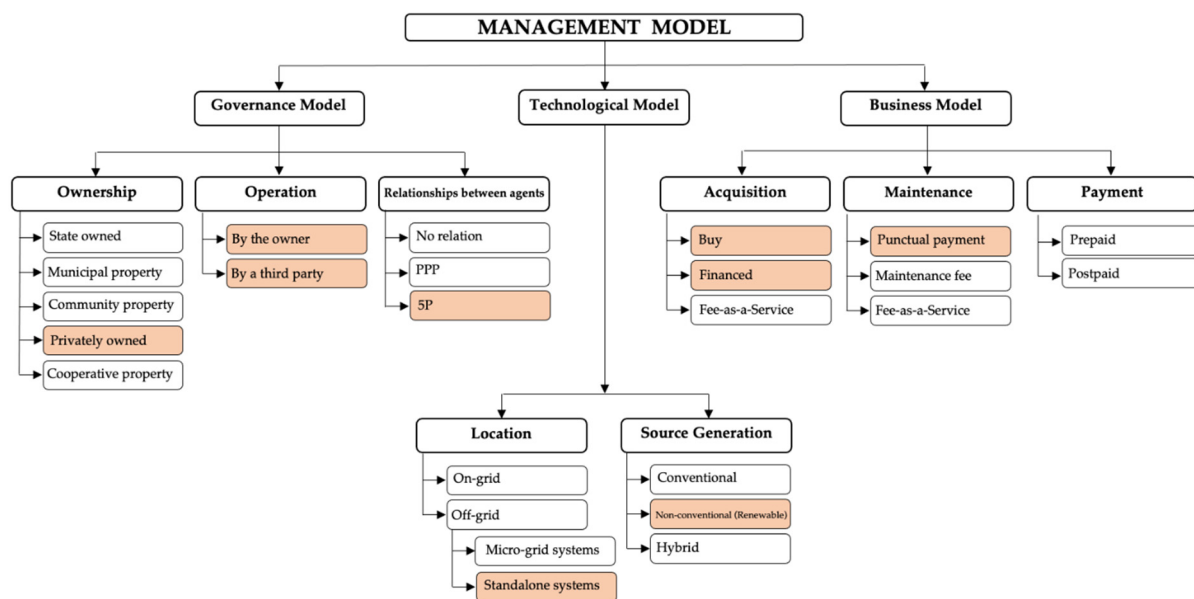 MANAGEMENT MODEL
Governance Model
Technological Model
Business Model
Ownership
Operation
Relationships between agents
Acquisition
Maintenance
Payment
State owned
Municipal property
Community property
Privately owned
Cooperative property
By the owner
By a third party
No relation
PPP
5P
Buy
Financed
Fee-as-a-Service
Punctual payment
Maintenance fee
Fee-as-a-Service
Prepaid
Postpaid
Location
Source Generation
On-grid
Off-grid
Micro-grid systems
Standalone systems
Conventional
Non-conventional (Renewable)
Hybrid